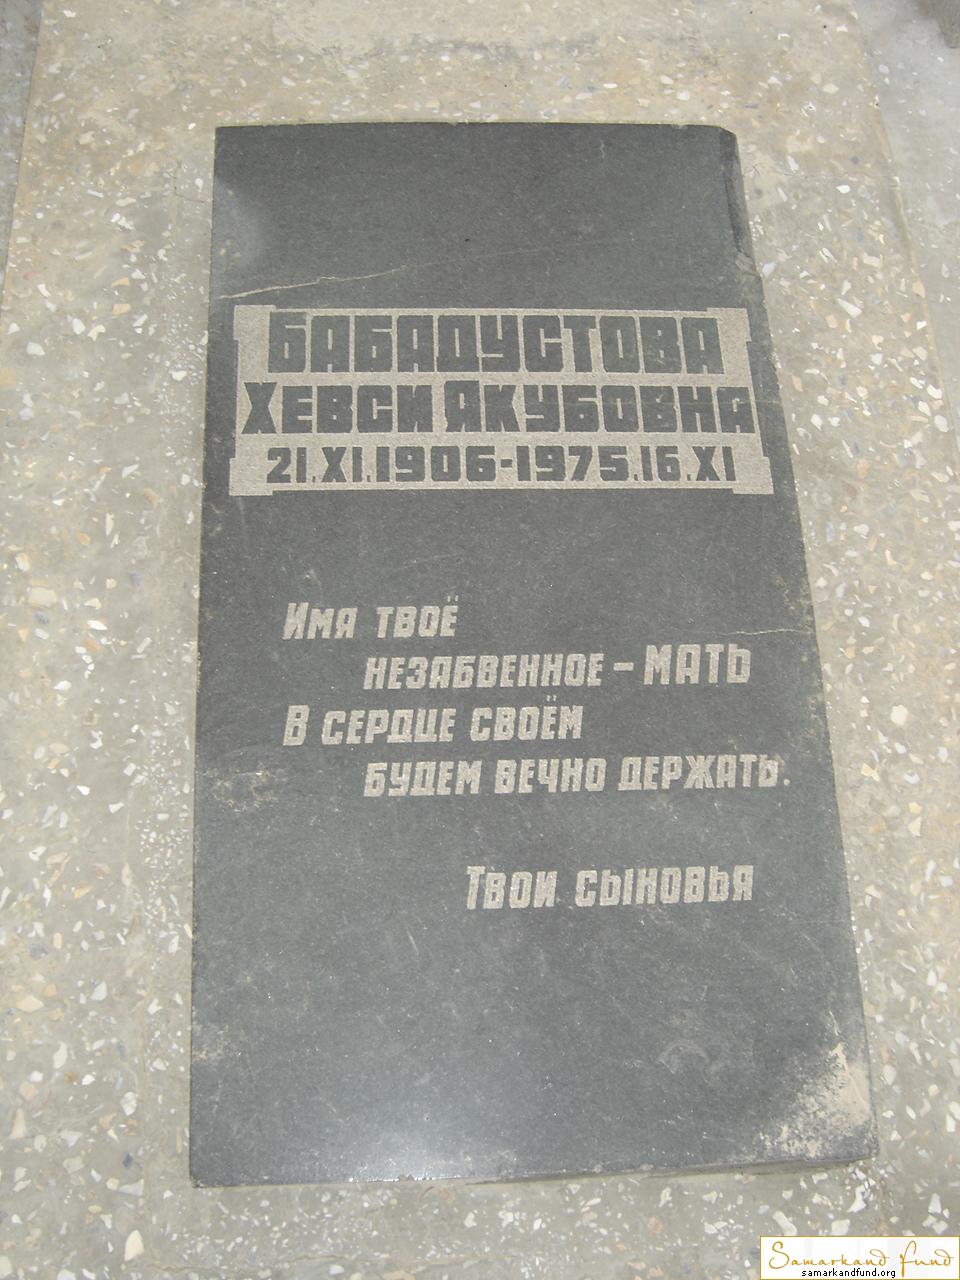 БАБАДУСТОВА
ХЕВСИ ЯКУБОВНА
21.XI.1906-1975.16.XI
Имя твоё
незабвенное – МАТЬ
В сердце своём
будем вечно держать.
Твои сыновья
Samarkand fund
samarkandfund.org